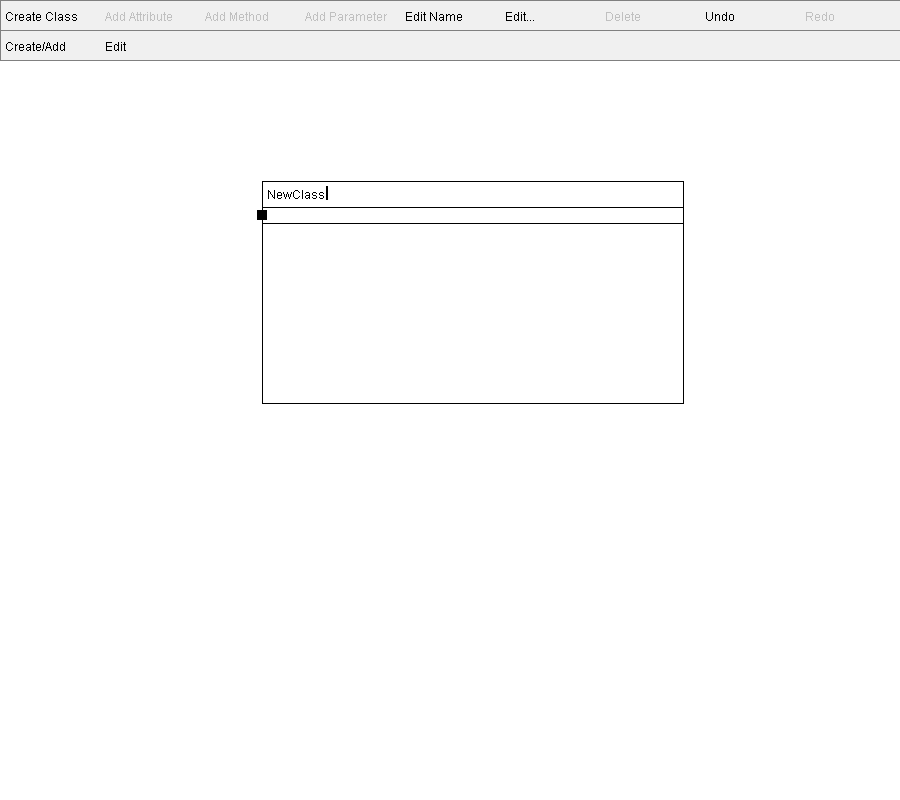 Create Class Add Attribute Add Method Add Parameter Edit Name Edit... Delete Undo Redo
Create/Add Edit
NewClass